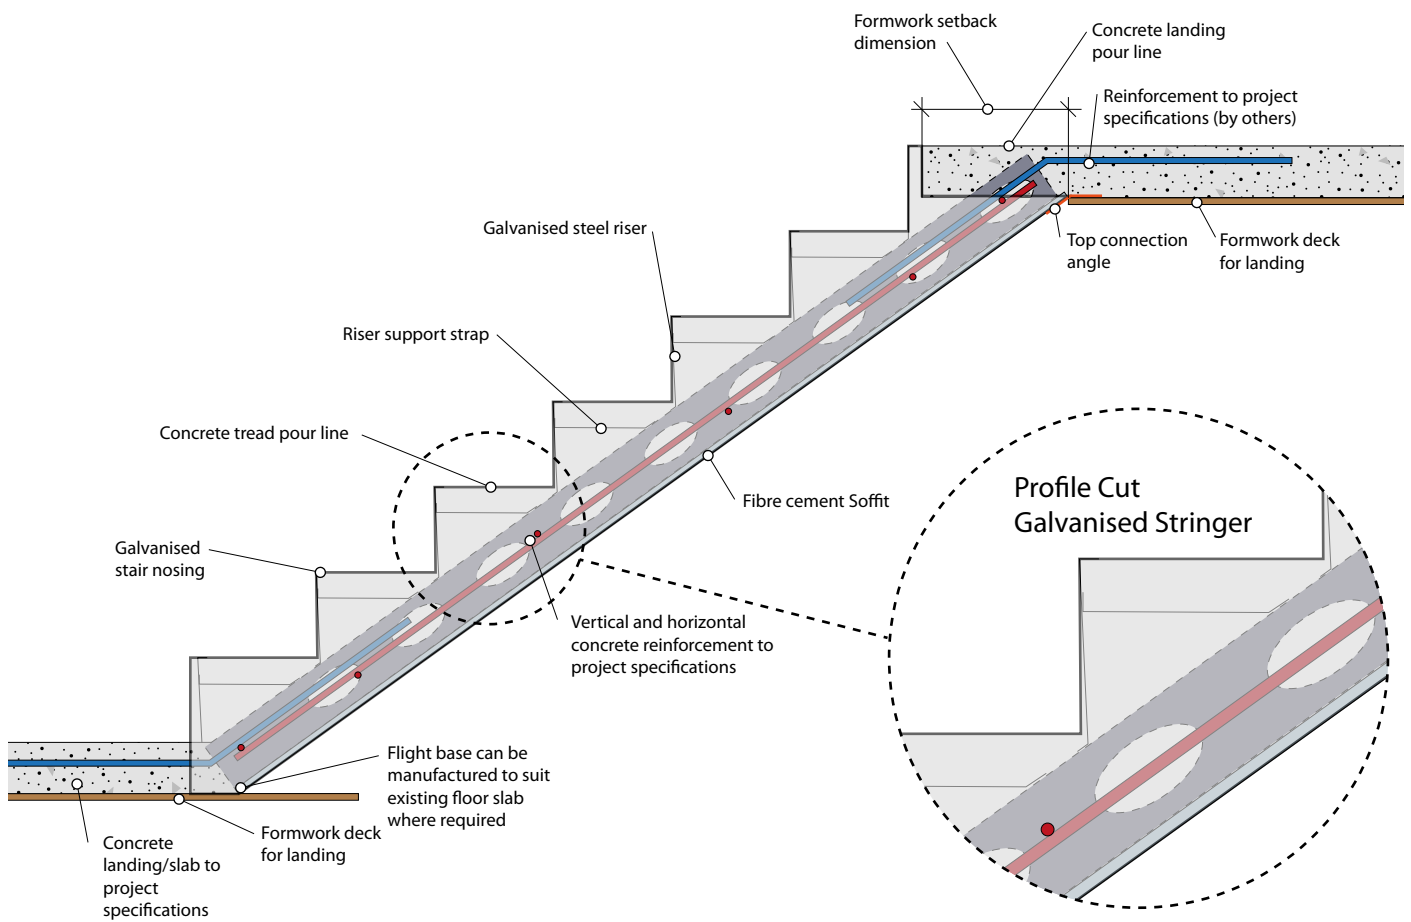 Formwork setback
dimension
Concrete landing
pour line
Reinforcement to project
specifications (by others)
Galvanised steel riser
Top connection
angle
Formwork deck
for landing
Riser support strap
Concrete tread pour line
Fibre cement Soffit
Profile Cut
Galvanised Stringer
Galvanised
stair nosing
Vertical and horizontal
concrete reinforcement to
project specifications
Flight base can be
manufactured to suit
existing floor slab
where required
Formwork deck
for landing
Concrete
landing/slab to
project
specifications